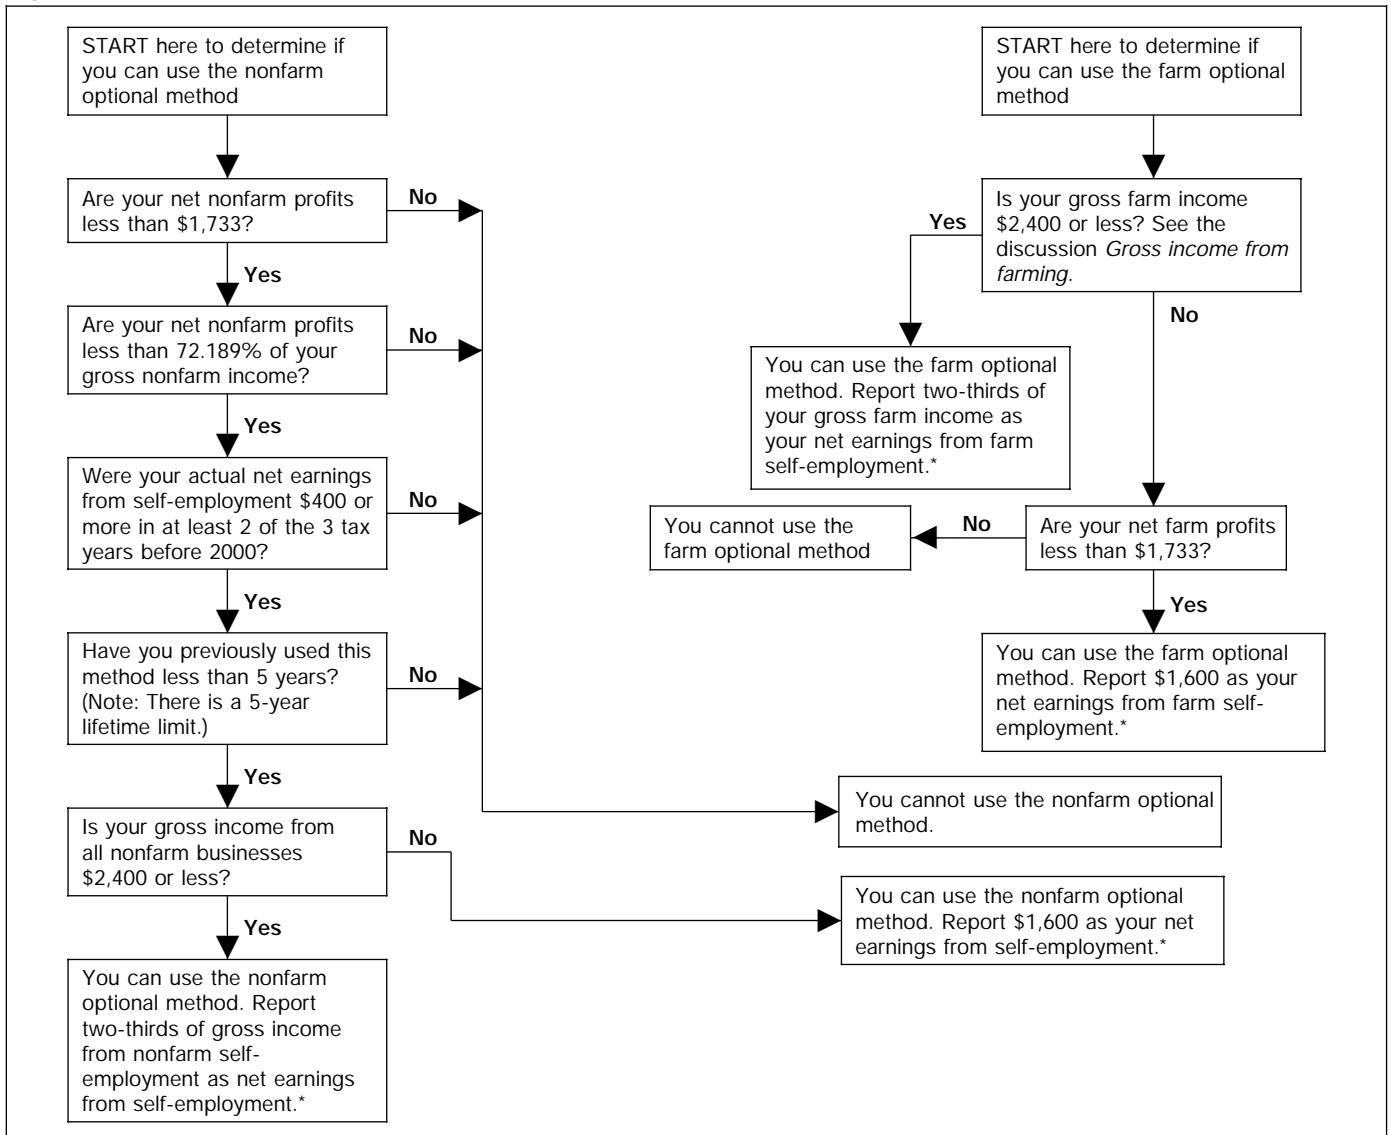 START here to determine if
you can use the nonfarm
optional method
Are your net nonfarm profits
less than $1,733?
No
Yes
Are your net nonfarm profits
less than 72.189% of your
gross nonfarm income?
No
Yes
Were your actual net earnings
from self-employment $400 or
more in at least 2 of the 3 tax
years before 2000?
No
Yes
Have you previously used this
method less than 5 years?
(Note: There is a 5-year
lifetime limit.)
No
Yes
Is your gross income from
all nonfarm businesses
$2,400 or less?
No
Yes
You can use the nonfarm
optional method. Report
two-thirds of gross income
from nonfarm self-
employment as net earnings
from self-employment.*
START here to determine if
you can use the farm optional
method
Is your gross farm income
$2,400 or less? See the
discussion Gross income from
farming.
Yes
No
You can use the farm optional
method. Report two-thirds of
your gross farm income as
your net earnings from farm
self-employment.*
You cannot use the
farm optional method
No
Are your net farm profits
less than $1,733?
Yes
You can use the farm optional
method. Report $1,600 as your
net earnings from farm self-
employment.*
You cannot use the nonfarm optional
method.
You can use the nonfarm optional
method. Report $1,600 as your net
earnings from self-employment.*